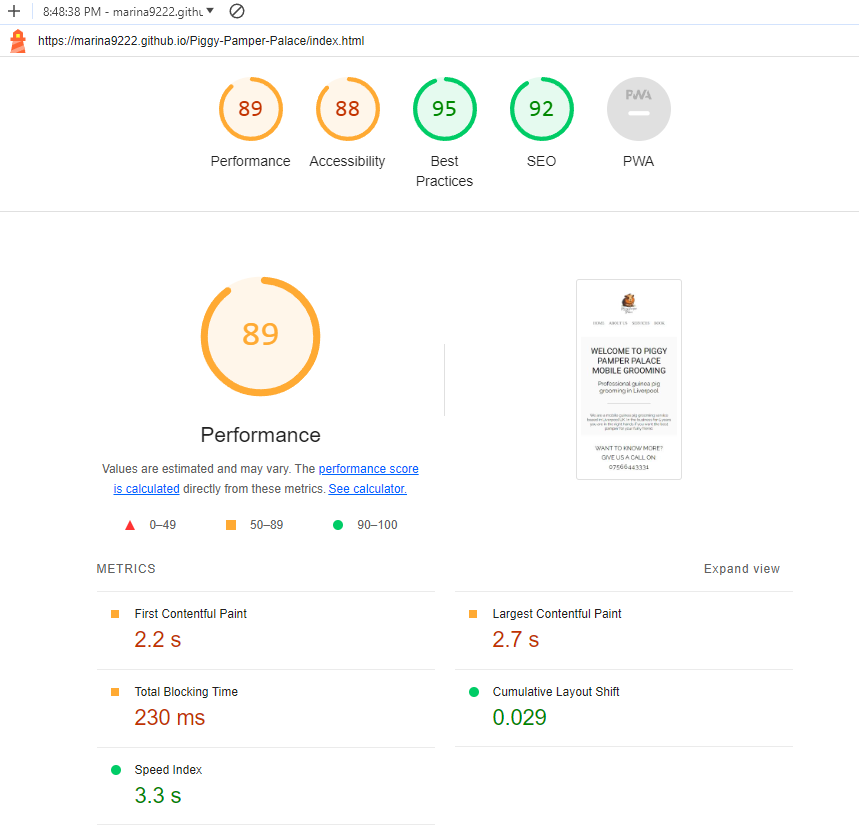 8:48:38 PM - marina9222.githu
https://marina9222.github.io/Piggy-Pamper-Palace/index.html
89
88
95
92
PWA
Performance
Accessibility
Best
Practices
SEO
PWA
89
Performance
Values are estimated and may vary. The performance score
is calculated directly from these metrics. See calculator.
0–49
50–89
90–100
HOME ABOUT US SERVICES BOOK
WELCOME TO PIGGY
PAMPER PALACE
MOBILE GROOMING
Professional guinea pig
grooming in Liverpool
WANT TO KNOW MORE?
GIVE US A CALL ON
07566443331
METRICS
Expand view
First Contentful Paint
2.2 s
Largest Contentful Paint
2.7 s
Total Blocking Time
230 ms
Cumulative Layout Shift
0.029
Speed Index
3.3 s